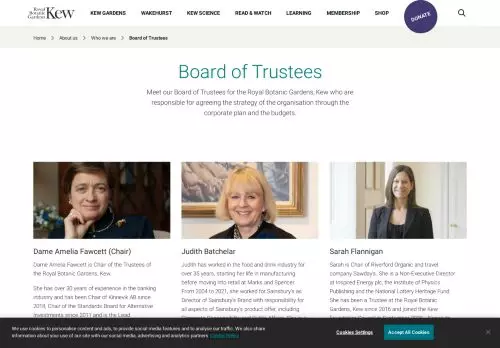 Royal
Botanic
Gardens
Kew
KEW GARDENS
WAKEHURST
KEW SCIENCE
READ & WATCH
LEARNING
MEMBERSHIP
SHOP
DONATE
Home > About us > Who we are > Board of Trustees
Board of Trustees
Meet our Board of Trustees for the Royal Botanic Gardens, Kew who are
responsible for agreeing the strategy of the organisation through the
corporate plan and the budgets.
Dame Amelia Fawcett (Chair)
Dame Amelia Fawcett is Chair of the Trustees of
the Royal Botanic Gardens, Kew.
She has over 30 years of experience in the banking
industry and has been Chair of Kinnevik AB since
2018, Chair of the Standards Board for Alternative
Investments since 2011 and is the Lead
Judith Batchelar
Judith has worked in the food and drink industry for
over 35 years, starting her life in manufacturing
before moving into retail at Marks and Spencer.
From 2004 to 2021, she worked for Sainsbury's as
Director of Sainsbury's Brand with responsibility for
all aspects of Sainsbury's product offer, including
Sarah Flannigan
Sarah is Chair of Riverford Organic and travel
company Sawday's. She is a Non-Executive Director
at Inspired Energy plc, the Institute of Physics
Publishing and the National Lottery Heritage Fund.
She has been a Trustee at the Royal Botanic
Gardens, Kew since 2016 and joined the Kew
We use cookies to personalise content and ads, to provide social media features and to analyse our traffic. We also share
information about your use of our site with our social media, advertising and analytics partners. Cookie Policy
Cookies Settings
Accept All Cookies